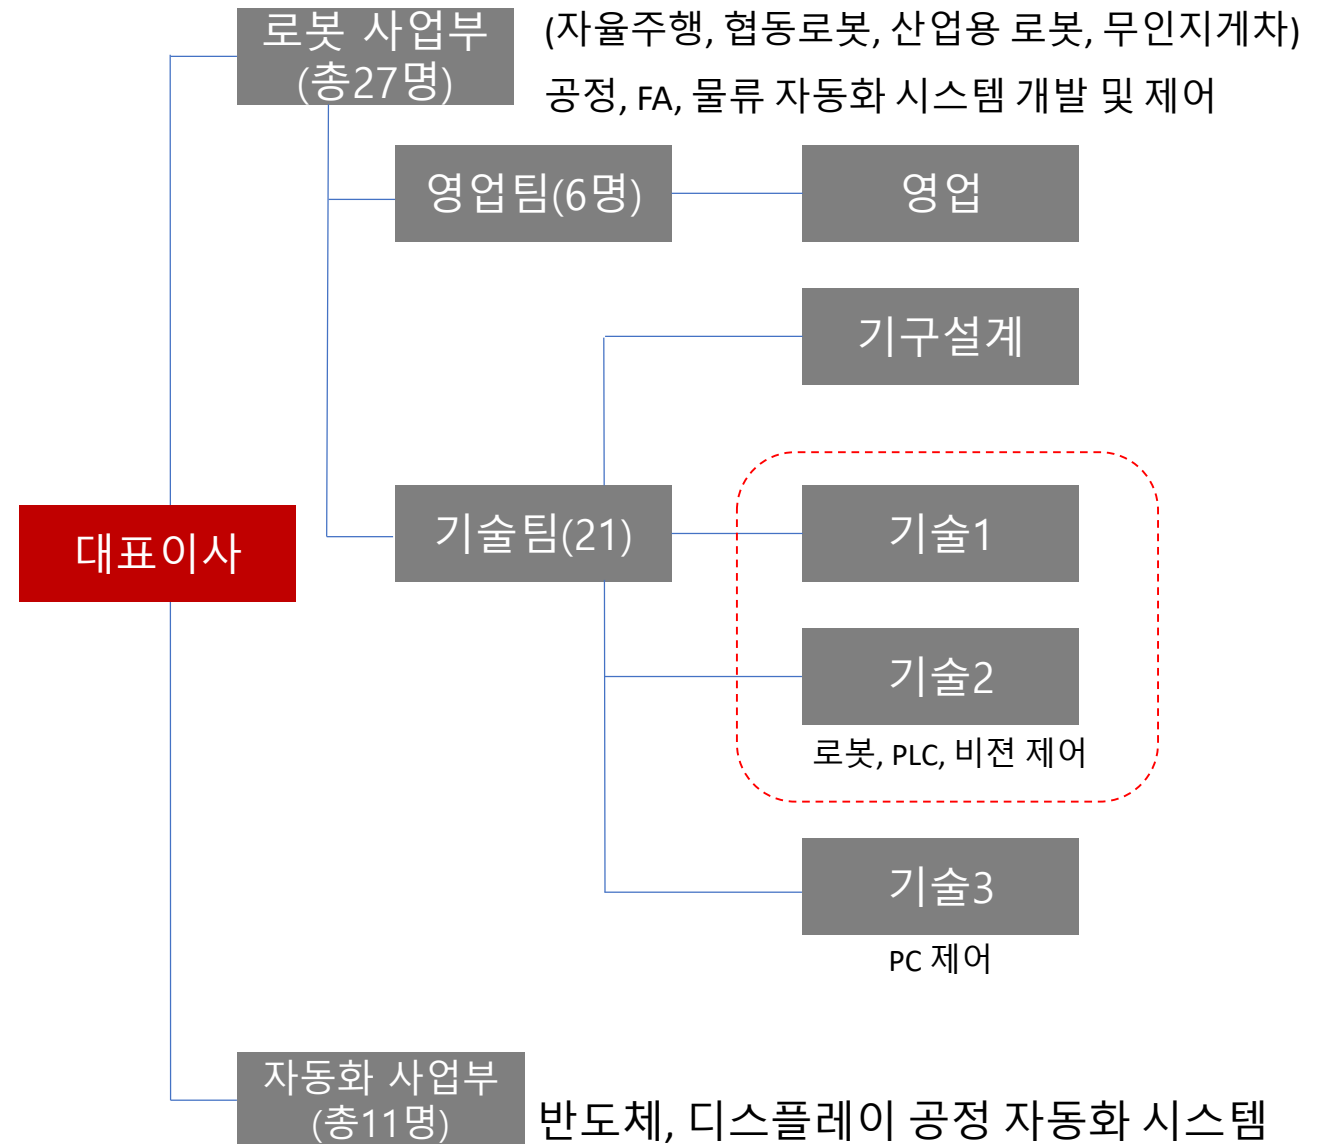 로봇 사업부
(총27명)
(자율주행, 협동로봇, 산업용 로봇, 무인지게차)
공정, FA, 물류 자동화 시스템 개발 및 제어
영업팀(6명)
영업
기구설계
대표이사
기술팀(21)
기술1
기술2
로봇, PLC, 비젼 제어
기술3
PC 제어
자동화 사업부
(총11명)
반도체, 디스플레이 공정 자동화 시스템